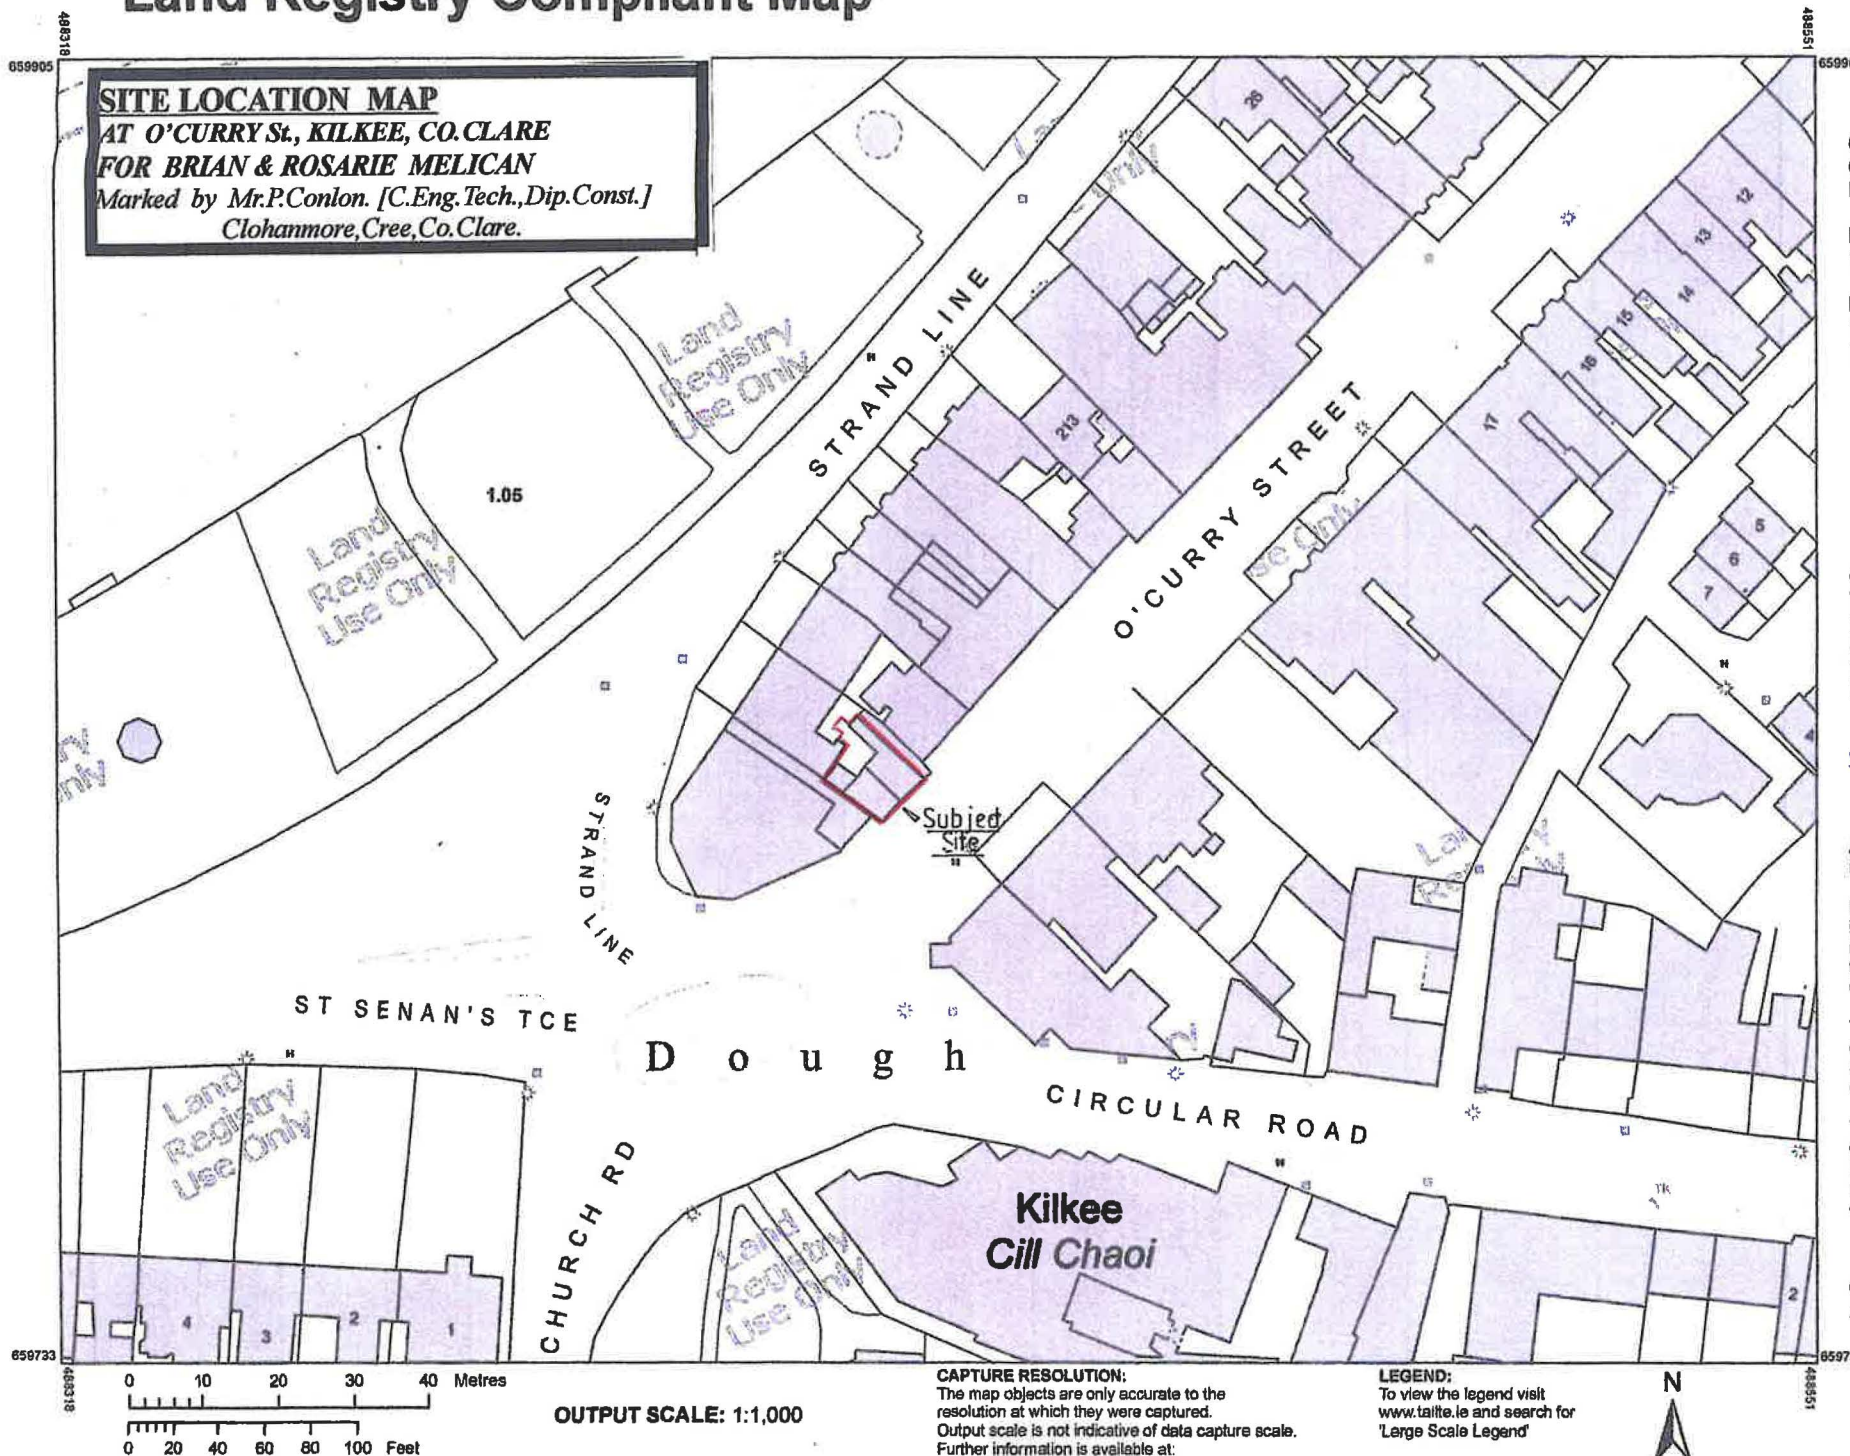 Land Registry Compliant Map
488318
488551
659905
SITE LOCATION MAP
AT O'CURRY St., KILKEE, CO.CLARE
FOR BRIAN & ROSARIE MELICAN
Marked by Mr.P.Conlon. [C.Eng.Tech.,Dip.Const.]
Clohanmore,Cree,Co.Clare.
26
12
13
14
15
16
17
213
STRAND LINE
O'CURRY STREET
Land
Registry
Use Only
1.05
Land
Registry
Use Only
5
6
7
4
Subject
Site
STRAND LINE
ST SENAN'S TCE
Dough
CIRCULAR ROAD
Land
Registry
Use Only
CHURCH RD
Kilkee
Cill Chaoi
Land
Registry
Use Only
4
3
2
1
2
659733
488318
488551
0 10 20 30 40 Metres
0 20 40 60 80 100 Feet
OUTPUT SCALE: 1:1,000
CAPTURE RESOLUTION:
The map objects are only accurate to the
resolution at which they were captured.
Output scale is not indicative of data capture scale.
Further information is available at:
LEGEND:
To view the legend visit
www.tailte.ie and search for
'Large Scale Legend'
N